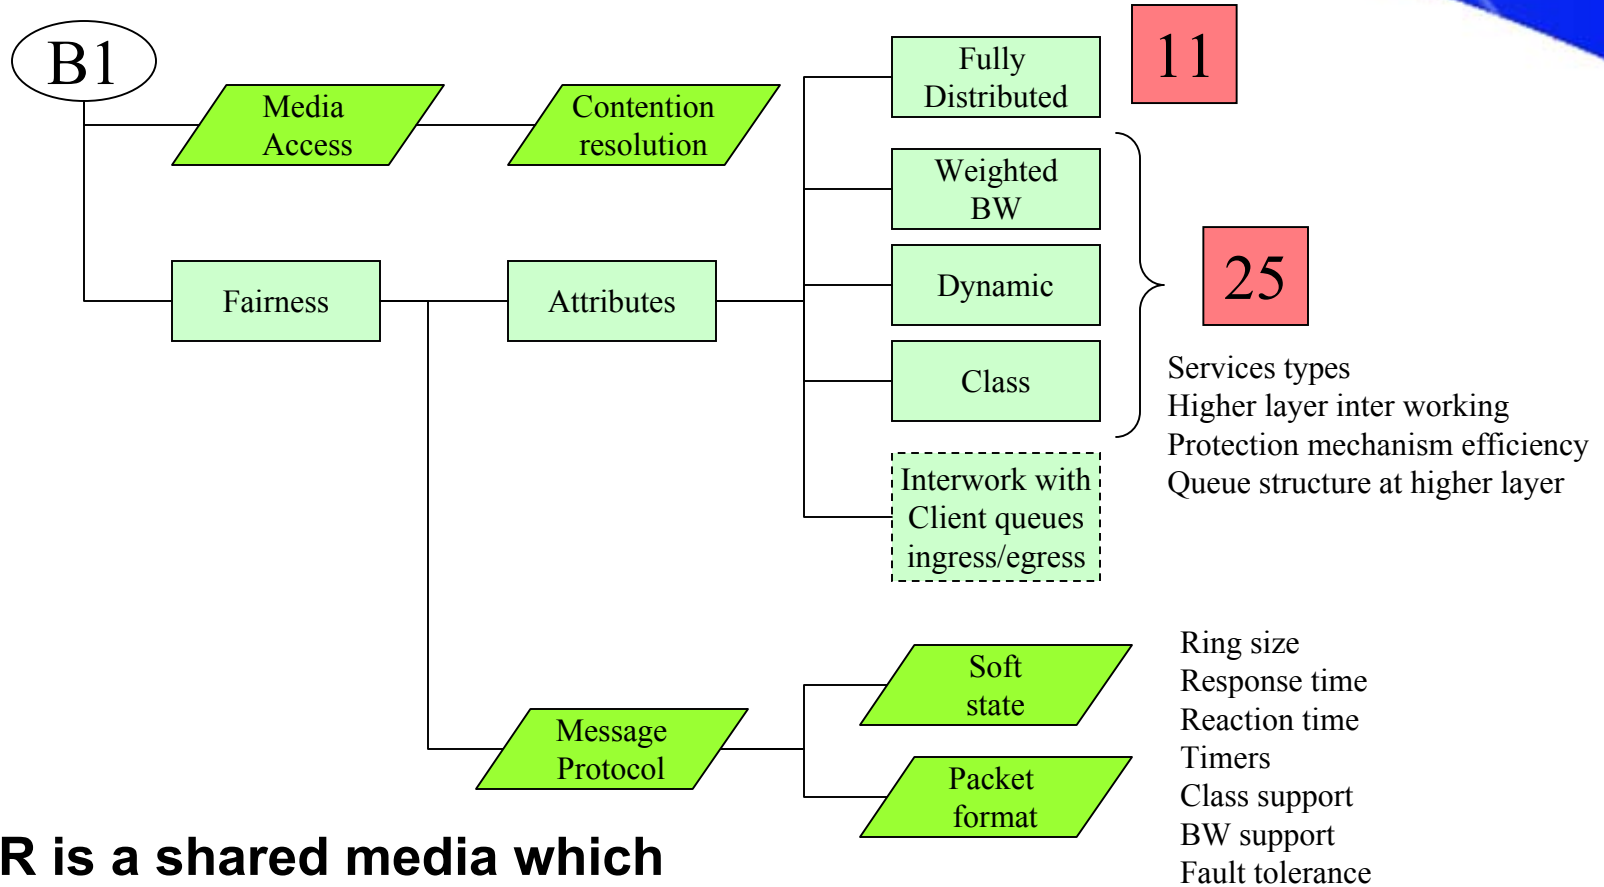 B1
Media
Access
Contention
resolution
Fully
Distributed
11
Weighted
BW
Fairness
Attributes
Dynamic
25
Class
Services types
Higher layer inter working
Protection mechanism efficiency
Queue structure at higher layer
Interwork with
Client queues
ingress/egress
Message
Protocol
Soft
state
Packet
format
Ring size
Response time
Reaction time
Timers
Class support
BW support
Fault tolerance
R is a shared media which